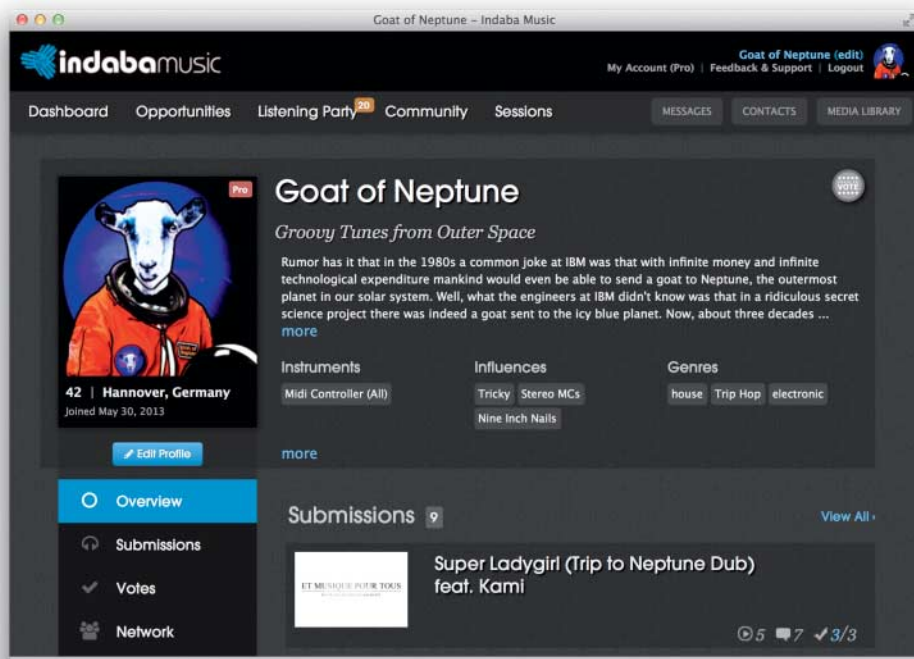 Goat of Neptune – Indaba Music
indabamusic
Goat of Neptune (edit)
My Account (Pro) | Feedback & Support | Logout
Dashboard Opportunities Listening Party 20 Community Sessions MESSAGES CONTACTS MEDIA LIBRARY
Pro
Goat of Neptune
VOTE
Groovy Tunes from Outer Space
Rumor has it that in the 1980s a common joke at IBM was that with infinite money and infinite
technological expenditure mankind would even be able to send a goat to Neptune, the outermost
planet in our solar system. Well, what the engineers at IBM didn't know was that in a ridiculous secret
science project there was indeed a goat sent to the icy blue planet. Now, about three decades ...
more
Instruments Influences Genres
Midi Controller (All) Tricky Stereo MCs house Trip Hop electronic
Nine Inch Nails
42 | Hannover, Germany
Joined May 30, 2013
Edit Profile
more
Overview
Submissions
Votes
Network
Submissions 9 View All ›
ET MUSIQUE POUR TOUS
Super Ladygirl (Trip to Neptune Dub)
feat. Kami
5 7 3/3